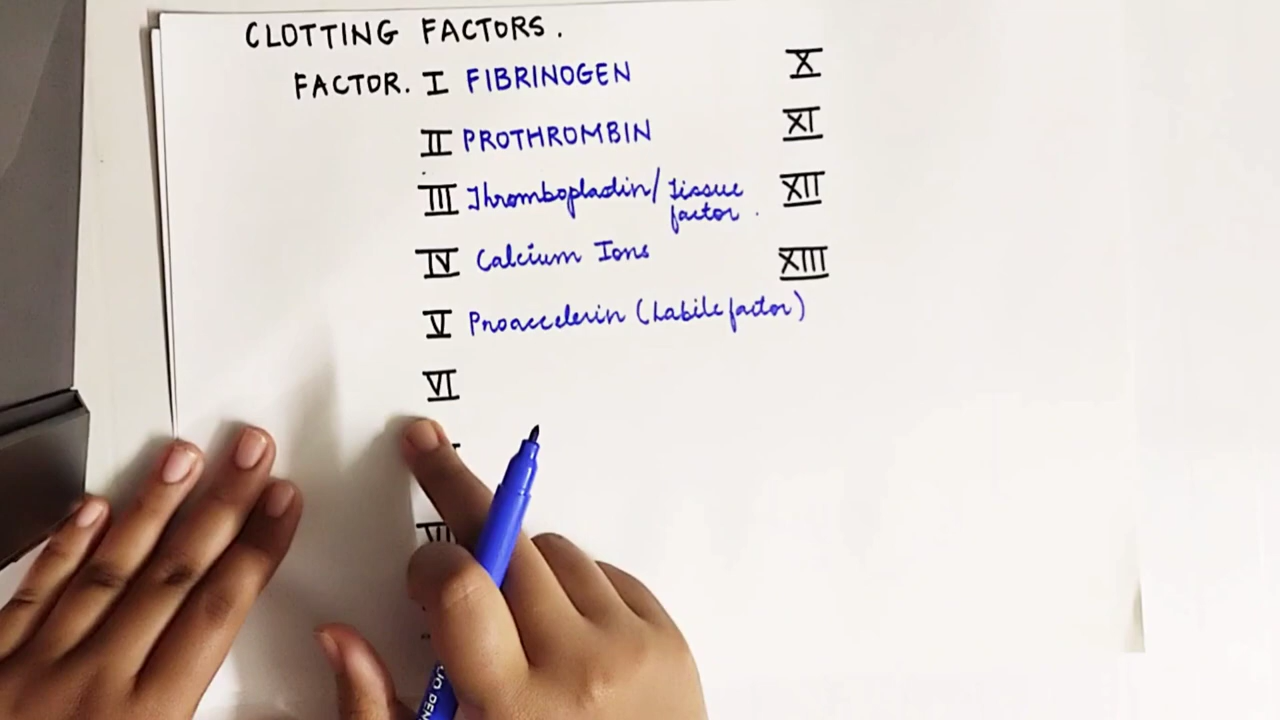 CLOTTING FACTORS.
FACTOR. I FIBRINOGEN
II PROTHROMBIN
III Thrombopladin/Tissue
factor.
IV Calcium Ions
V Proaccelerin (Labile factor)
VI
X
XI
XII
XIII